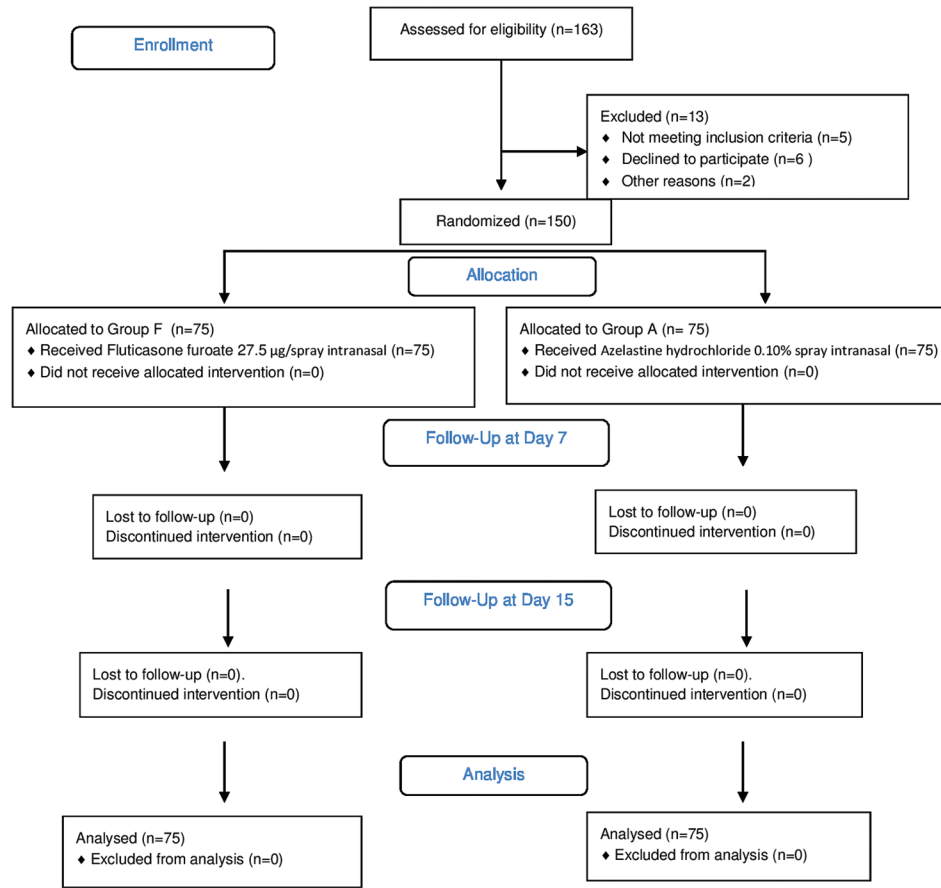 Assessed for eligibility (n=163)
Enrollment
Excluded (n=13)
♦ Not meeting inclusion criteria (n=5)
♦ Declined to participate (n=6 )
♦ Other reasons (n=2)
Randomized (n=150)
Allocation
Allocated to Group F (n=75)
♦ Received Fluticasone furoate 27.5 µg/spray intranasal (n=75)
♦ Did not receive allocated intervention (n=0)
Allocated to Group A (n= 75)
♦ Received Azelastine hydrochloride 0.10% spray intranasal (n=75)
♦ Did not receive allocated intervention (n=0)
Follow-Up at Day 7
Lost to follow-up (n=0)
Discontinued intervention (n=0)
Lost to follow-up (n=0)
Discontinued intervention (n=0)
Follow-Up at Day 15
Lost to follow-up (n=0).
Discontinued intervention (n=0)
Lost to follow-up (n=0).
Discontinued intervention (n=0)
Analysis
Analysed (n=75)
♦ Excluded from analysis (n=0)
Analysed (n=75)
♦ Excluded from analysis (n=0)